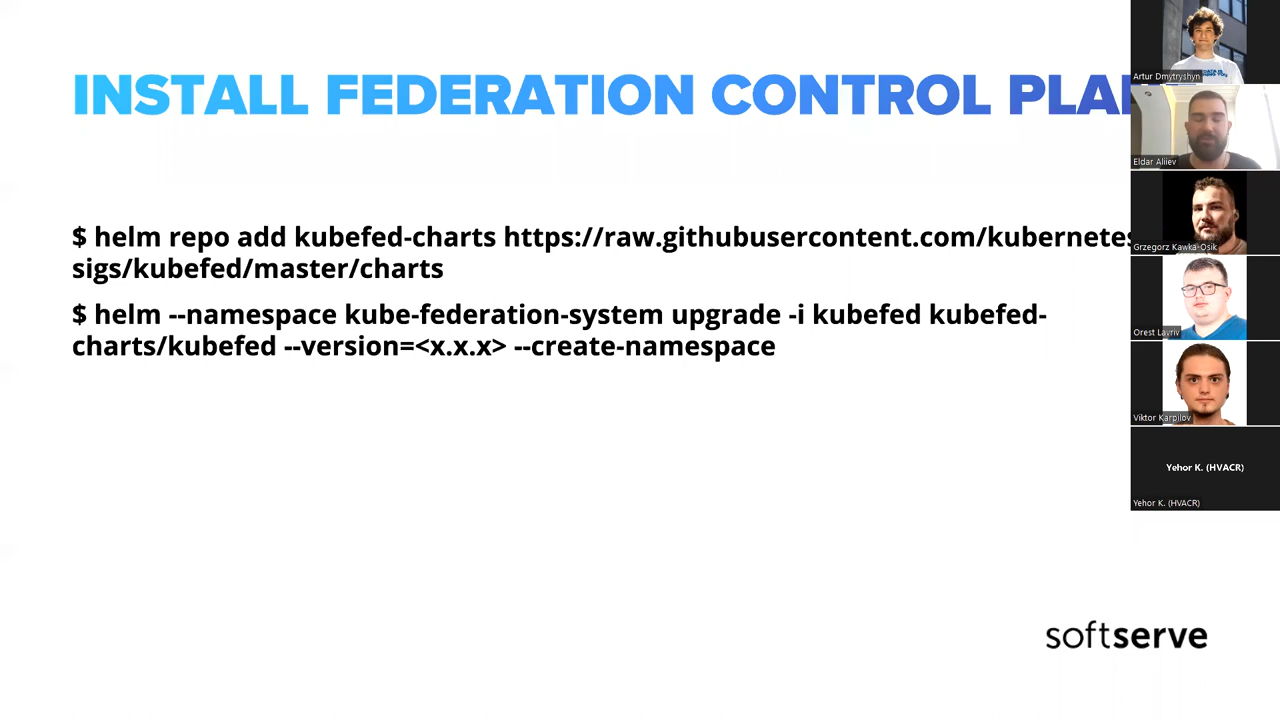 INSTALL FEDERATION CONTROL PLA
$ helm repo add kubefed-charts https://raw.githubusercontent.com/kubernetes
sigs/kubefed/master/charts
$ helm --namespace kube-federation-system upgrade -i kubefed kubefed-
charts/kubefed --version=<x.x.x> --create-namespace
softserve
Artur Dmytryshyn
Eldar Aliiev
Grzegorz Kawka-Osik
Orest Lavriv
Viktor Karpilov
Yehor K. (HVACR)
Yehor K. (HVACR)